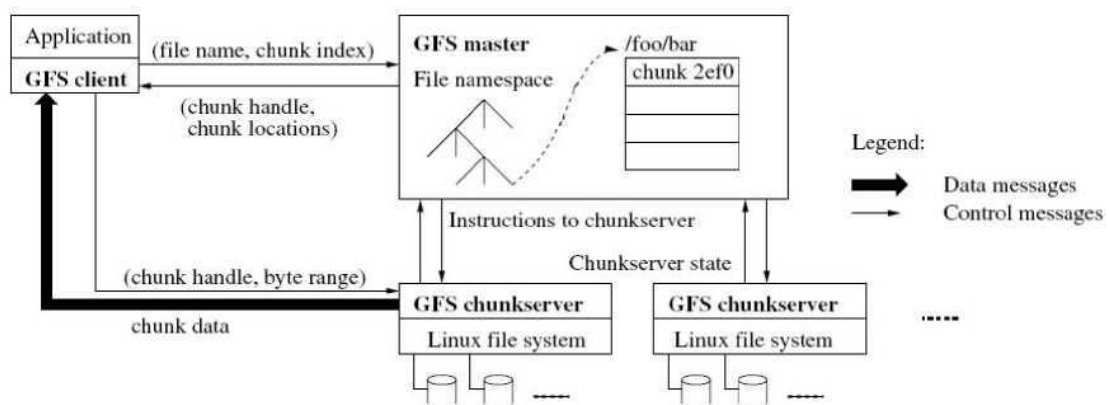 Application
GFS client
(file name, chunk index)
(chunk handle,
chunk locations)
GFS master
File namespace
/foo/bar
chunk 2ef0
Legend:
Data messages
Control messages
Instructions to chunkserver
Chunkserver state
(chunk handle, byte range)
chunk data
GFS chunkserver
Linux file system
GFS chunkserver
Linux file system